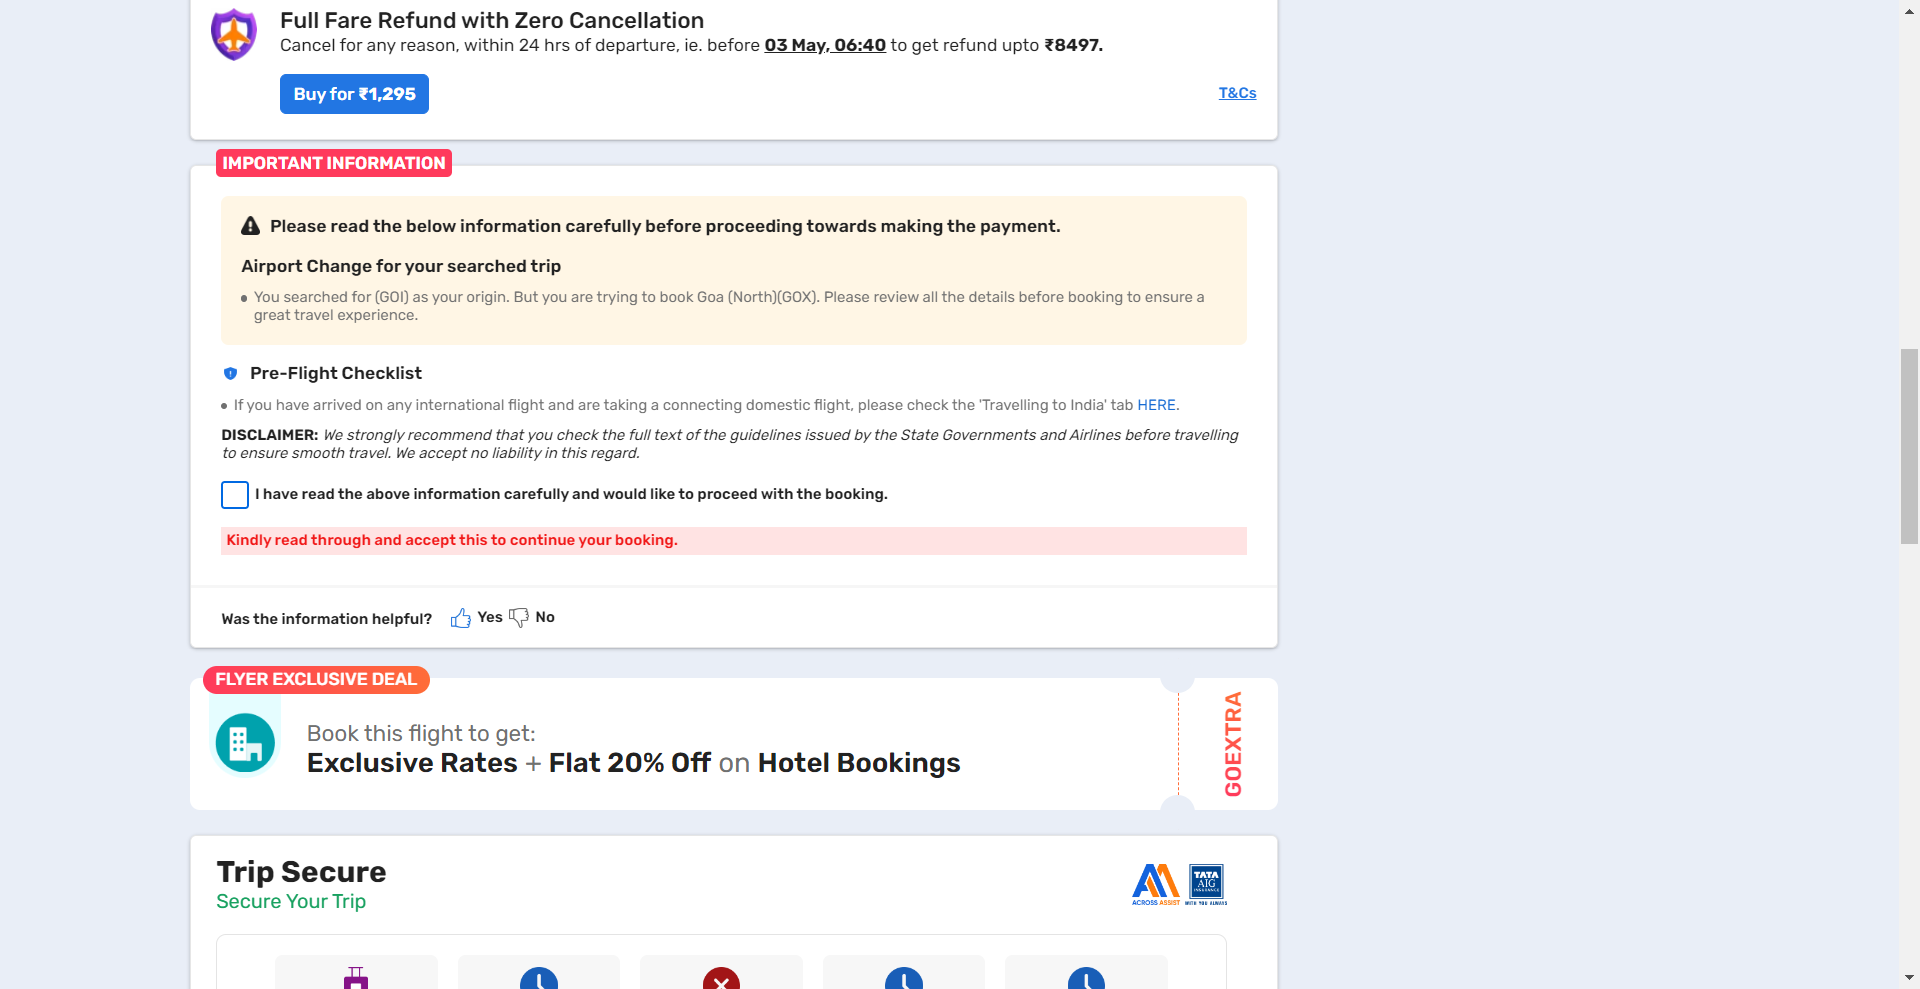 Full Fare Refund with Zero Cancellation
Cancel for any reason, within 24 hrs of departure, ie. before 03 May, 06:40 to get refund upto ₹8497.
Buy for ₹1,295
T&Cs
IMPORTANT INFORMATION
Please read the below information carefully before proceeding towards making the payment.
Airport Change for your searched trip
You searched for (GOI) as your origin. But you are trying to book Goa (North)(GOX). Please review all the details before booking to ensure a
great travel experience.
Pre-Flight Checklist
If you have arrived on any international flight and are taking a connecting domestic flight, please check the 'Travelling to India' tab HERE.
DISCLAIMER: We strongly recommend that you check the full text of the guidelines issued by the State Governments and Airlines before travelling
to ensure smooth travel. We accept no liability in this regard.
I have read the above information carefully and would like to proceed with the booking.
Kindly read through and accept this to continue your booking.
Was the information helpful? Yes No
FLYER EXCLUSIVE DEAL
Book this flight to get:
Exclusive Rates + Flat 20% Off on Hotel Bookings
GOEXTRA
Trip Secure
Secure Your Trip
ACROSS ASSIST
TATA
AIG
INSURANCE
WITH YOU ALWAYS